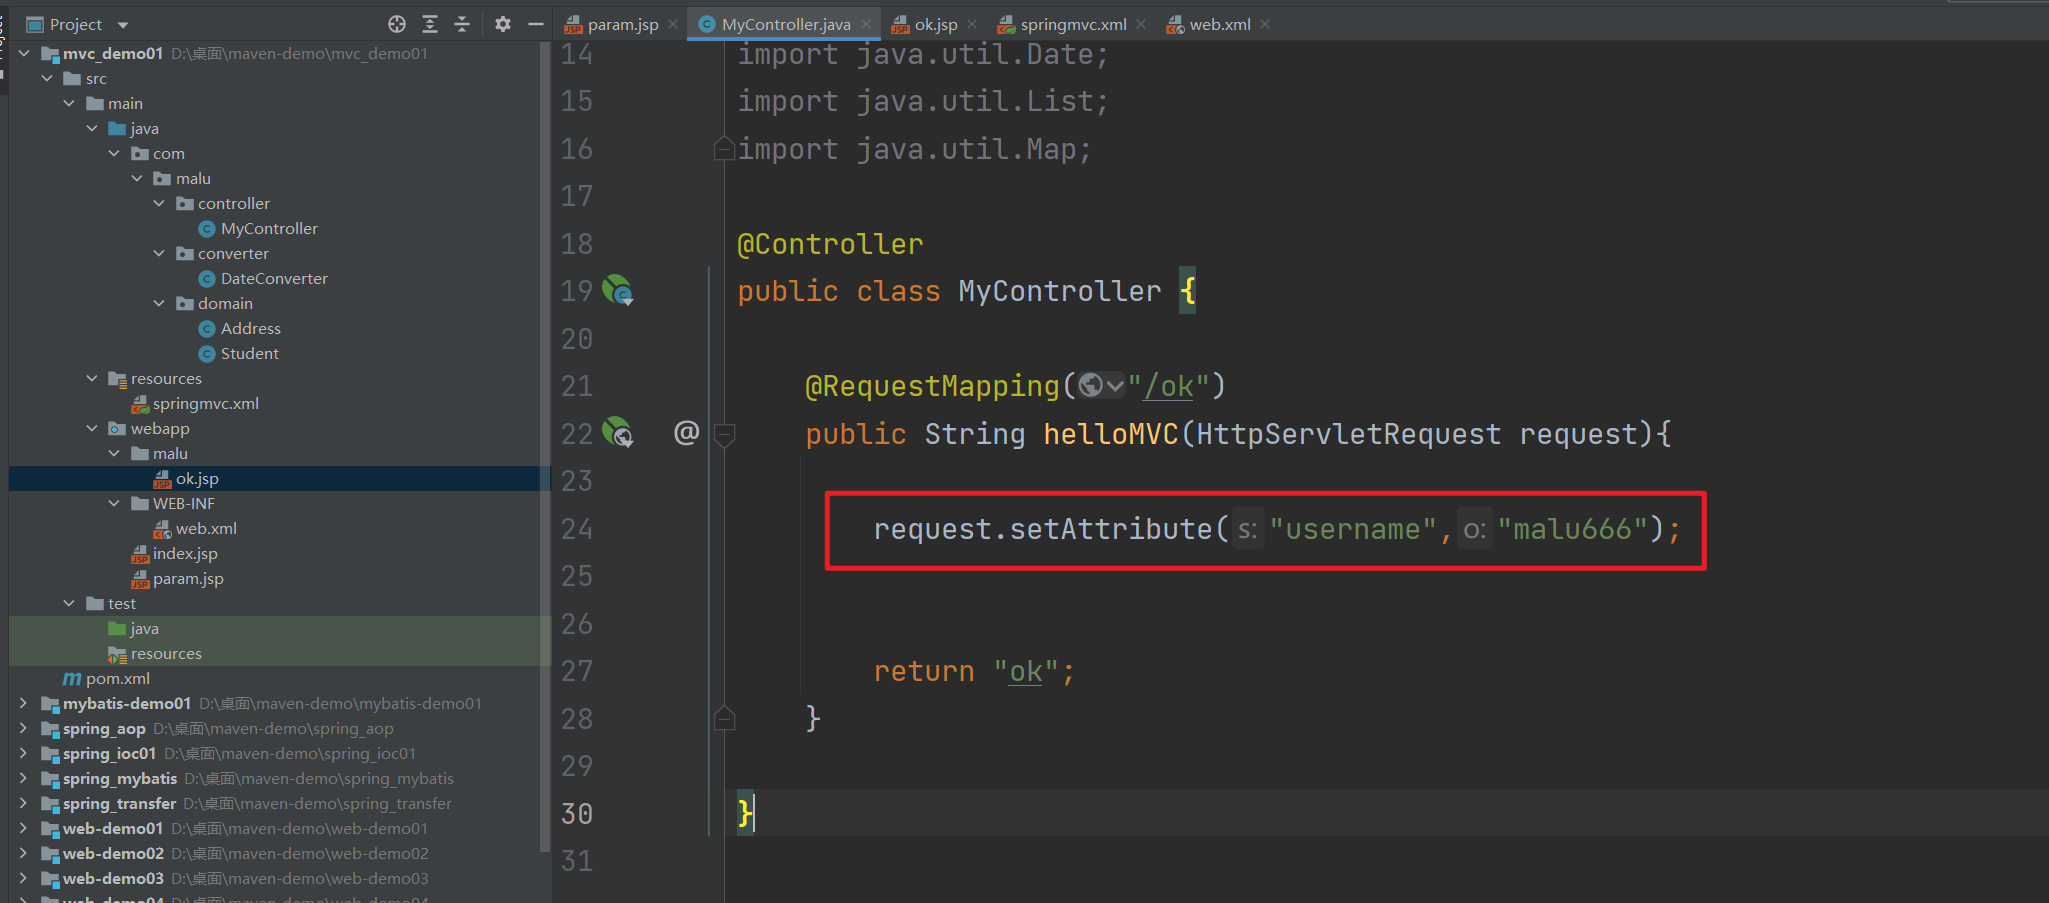 Project
param.jsp
MyController.java
ok.jsp
springmvc.xml
web.xml
mvc_demo01 D:\桌面\maven-demo\mvc_demo01
src
main
java
com
malu
controller
MyController
converter
DateConverter
domain
Address
Student
resources
springmvc.xml
webapp
malu
ok.jsp
WEB-INF
web.xml
index.jsp
param.jsp
test
java
resources
pom.xml
mybatis-demo01 D:\桌面\maven-demo\mybatis-demo01
spring_aop D:\桌面\maven-demo\spring_aop
spring_ioc01 D:\桌面\maven-demo\spring_ioc01
spring_mybatis D:\桌面\maven-demo\spring_mybatis
spring_transfer D:\桌面\maven-demo\spring_transfer
web-demo01 D:\桌面\maven-demo\web-demo01
web-demo02 D:\桌面\maven-demo\web-demo02
web-demo03 D:\桌面\maven-demo\web-demo03
web-demo04 D:\桌面\maven-demo\web-demo04
14 import java.util.Date;
15 import java.util.List;
16 import java.util.Map;
17
18 @Controller
19 public class MyController {
20
21 @RequestMapping("/ok")
22 @ public String helloMVC(HttpServletRequest request){
23
24 request.setAttribute( s: "username", o: "malu666");
25
26
27 return "ok";
28 }
29
30 }
31